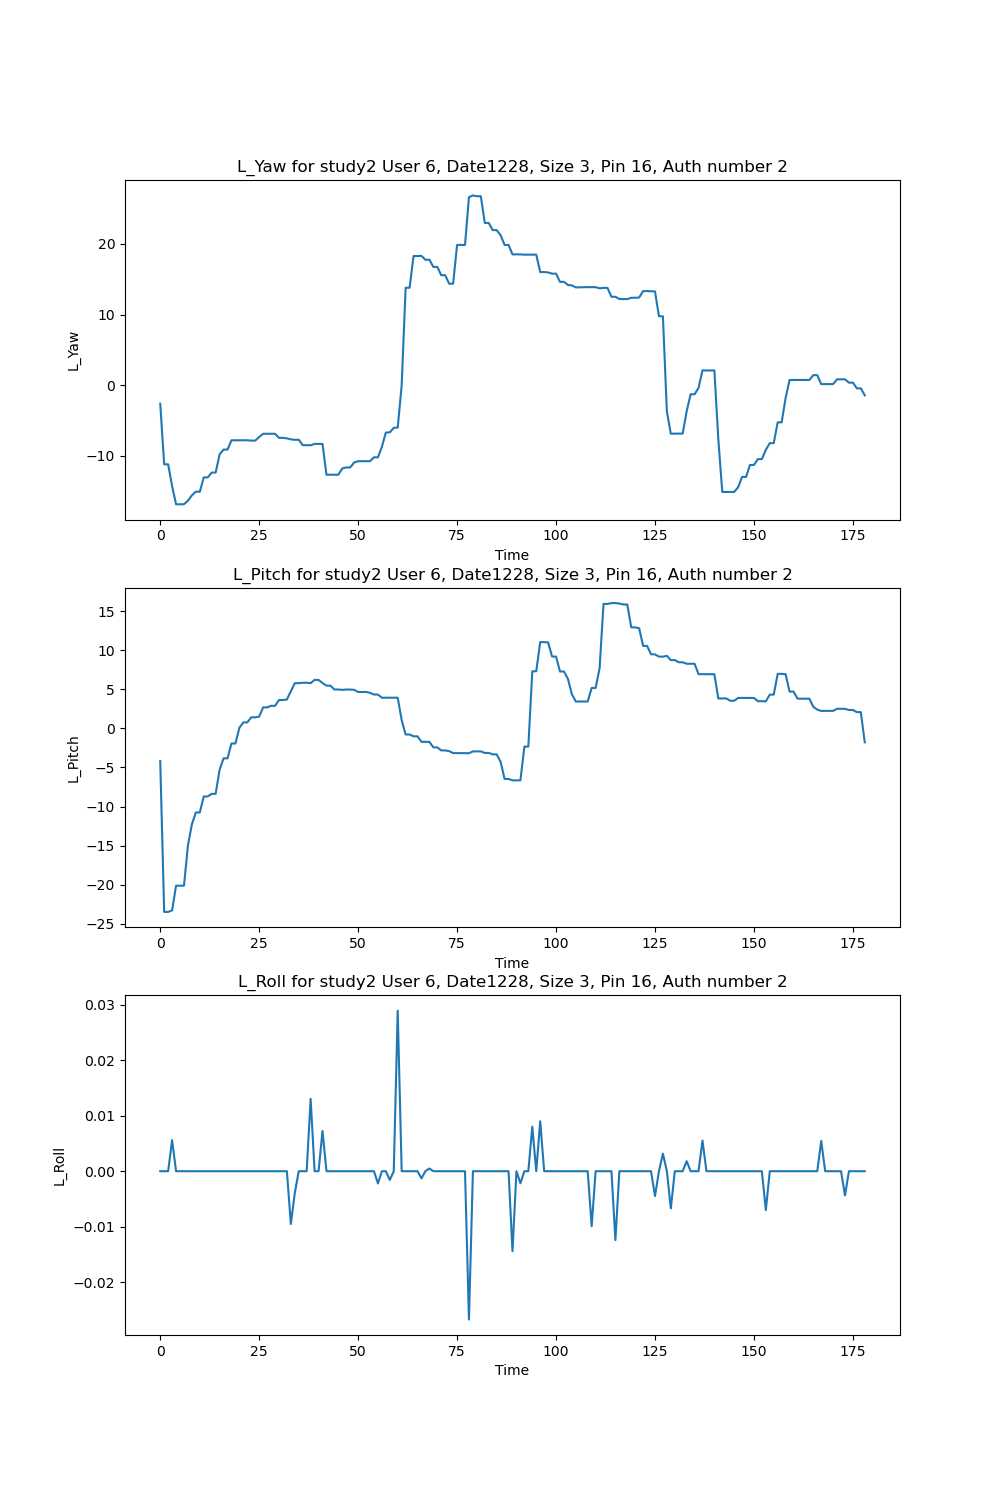 L_Yaw for study2 User 6, Date1228, Size 3, Pin 16, Auth number 2
20
10
0
−10
L_Yaw
0 25 50 75 100 125 150 175
Time
L_Pitch for study2 User 6, Date1228, Size 3, Pin 16, Auth number 2
15
10
5
0
−5
−10
−15
−20
−25
L_Pitch
0 25 50 75 100 125 150 175
Time
L_Roll for study2 User 6, Date1228, Size 3, Pin 16, Auth number 2
0.03
0.02
0.01
0.00
−0.01
−0.02
L_Roll
0 25 50 75 100 125 150 175
Time